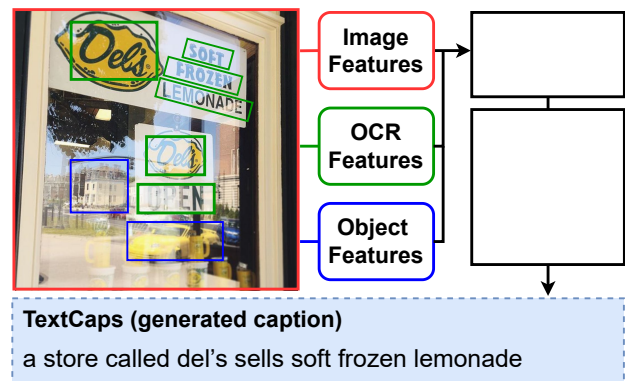 Del's
SOFT
FROZEN
LEMONADE
Del's
OPEN
Image
Features
OCR
Features
Object
Features
TextCaps (generated caption)
a store called del's sells soft frozen lemonade